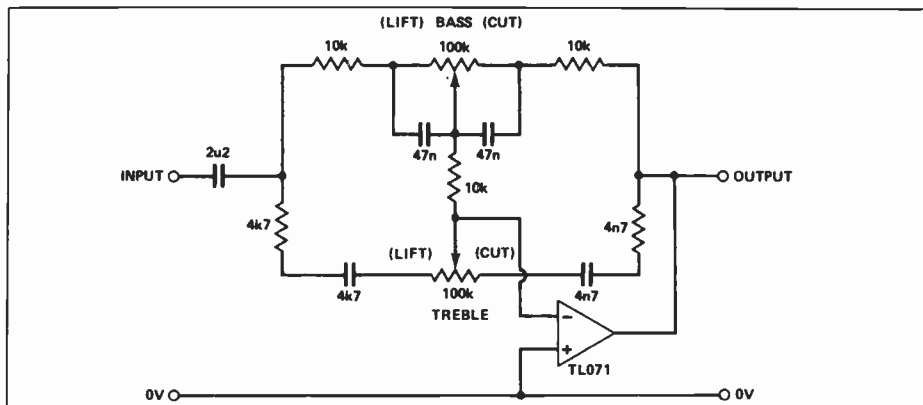 (LIFT) BASS (CUT)
10k
100k
10k
47n
47n
2u2
INPUT
10k
OUTPUT
4k7
4n7
(LIFT)
(CUT)
4k7
100k
4n7
TREBLE
−
+
TL071
0V
0V